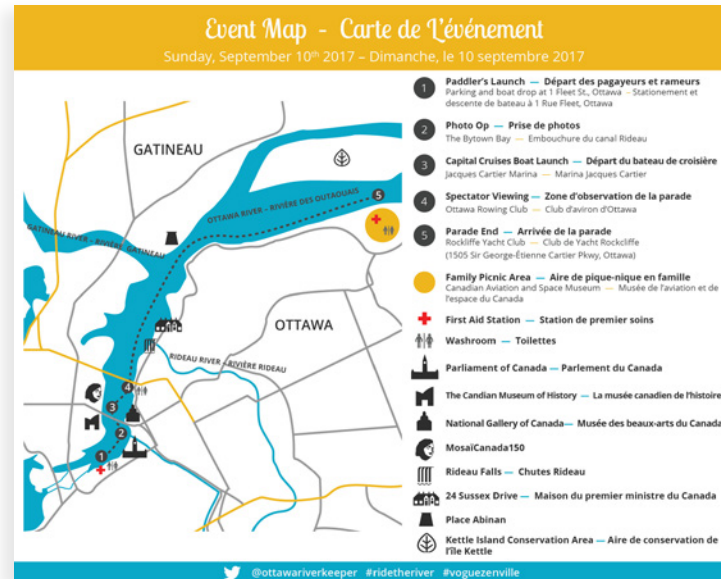 Event Map - Carte de L'événement
Sunday, September 10th 2017 – Dimanche, le 10 septembre 2017
GATINEAU
OTTAWA RIVER – RIVIÈRE DES OUTAOUAIS
GATINEAU RIVER – RIVIÈRE GATINEAU
OTTAWA
RIDEAU RIVER – RIVIÈRE RIDEAU
5
4
3
2
1
1 Paddler's Launch — Départ des pagayeurs et rameurs
Parking and boat drop at 1 Fleet St., Ottawa – Stationement et
descente de bateau à 1 Rue Fleet, Ottawa
2 Photo Op — Prise de photos
The Bytown Bay — Embouchure du canal Rideau
3 Capital Cruises Boat Launch — Départ du bateau de croisière
Jacques Cartier Marina — Marina Jacques Cartier
4 Spectator Viewing — Zone d'observation de la parade
Ottawa Rowing Club — Club d'aviron d'Ottawa
5 Parade End — Arrivée de la parade
Rockliffe Yacht Club — Club de Yacht Rockcliffe
(1505 Sir George-Étienne Cartier Pkwy, Ottawa)
Family Picnic Area — Aire de pique-nique en famille
Canadian Aviation and Space Museum — Musée de l'aviation et de
l'espace du Canada
First Aid Station — Station de premier soins
Washroom — Toilettes
Parliament of Canada — Parlement du Canada
The Candian Museum of History — La musée canadien de l'histoire
National Gallery of Canada— Musée des beaux-arts du Canada
MosaïCanada150
Rideau Falls — Chutes Rideau
24 Sussex Drive — Maison du premier ministre du Canada
Place Abinan
Kettle Island Conservation Area — Aire de conservation de
l'île Kettle
@ottawariverkeeper #ridetheriver #voguezenville